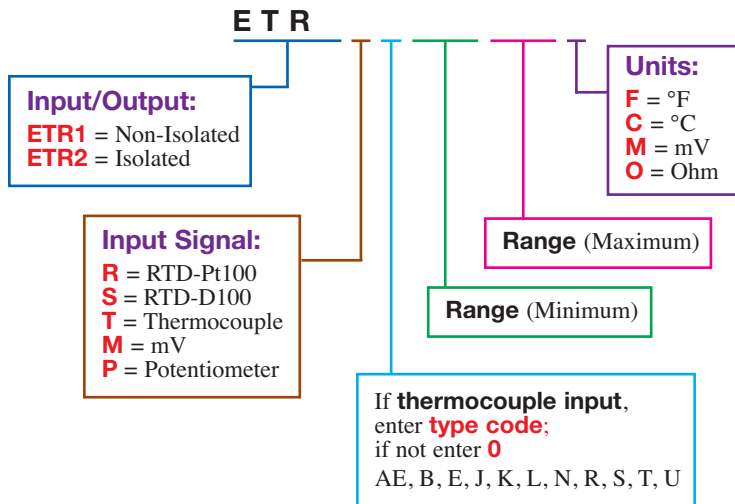 E T R
Input/Output:
ETR1 = Non-Isolated
ETR2 = Isolated
Units:
F = °F
C = °C
M = mV
O = Ohm
Input Signal:
R = RTD-Pt100
S = RTD-D100
T = Thermocouple
M = mV
P = Potentiometer
Range (Maximum)
Range (Minimum)
If thermocouple input,
enter type code;
if not enter 0
AE, B, E, J, K, L, N, R, S, T, U